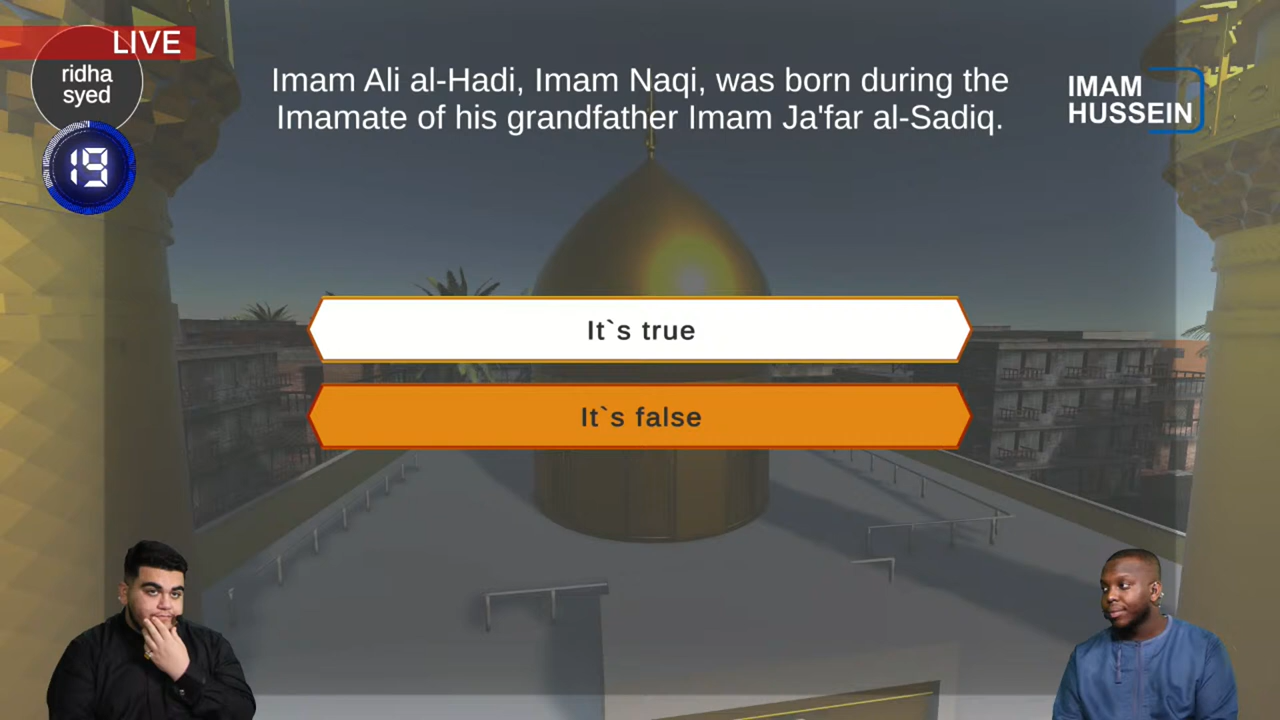 LIVE
ridha
syed
19
Imam Ali al-Hadi, Imam Naqi, was born during the
Imamate of his grandfather Imam Ja'far al-Sadiq.
IMAM
HUSSEIN
It`s true
It`s false